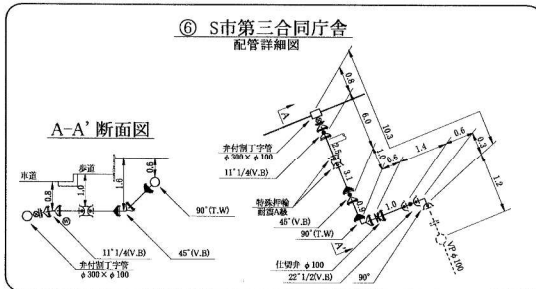 ⑥ S市第三合同庁舎
配管詳細図
A-A' 断面図
車道
歩道
0.8
1.0
1.6
0.6
90°(T.W)
11°1/4(V.B)
45°(V.B)
弁付割丁字管
φ300×φ100
A
0.8
6.0
10.3
弁付割丁字管
φ300×φ100
11°1/4(V.B)
2.5
1.0
0.6
1.4
0.6
0.3
1.2
3.1
特殊押輪
耐震A級
0.9
1.0
45°(V.B)
90°(T.W)
A'
仕切弁 φ100
22°1/2(V.B)
90°
VPφ100